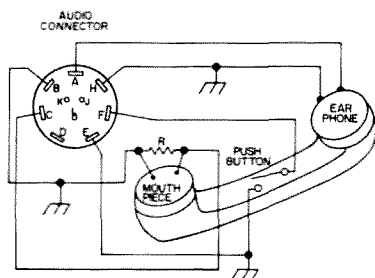 AUDIO
CONNECTOR
A
B
H
K
J
C
F
D
E
R
PUSH
BUTTON
MOUTH
PIECE
EAR
PHONE